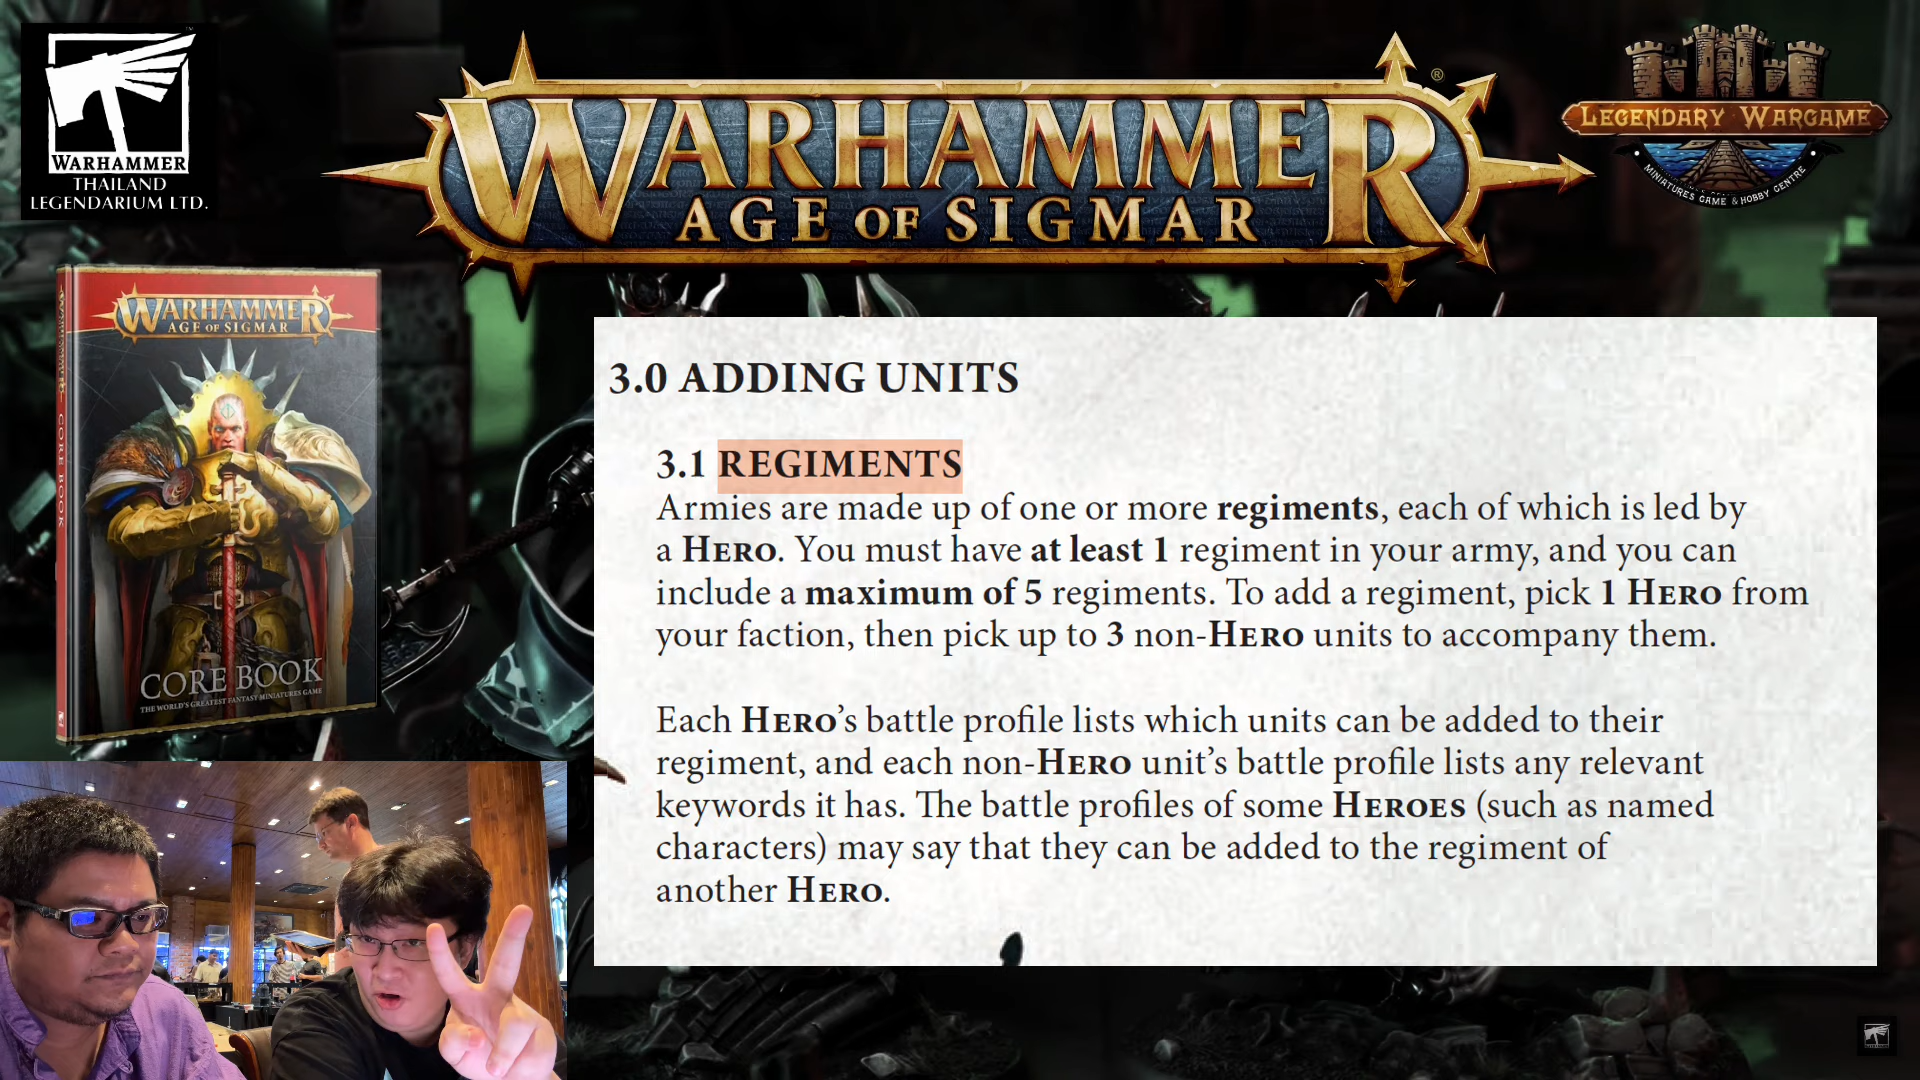 WARHAMMER
THAILAND
LEGENDARIUM LTD.
WARHAMMER
AGE OF SIGMAR
®
LEGENDARY WARGAME
MINIATURES GAME & HOBBY CENTRE
WARHAMMER
AGE OF SIGMAR
CORE BOOK
CORE BOOK
THE WORLD'S GREATEST FANTASY MINIATURES GAME
3.0 ADDING UNITS
3.1 REGIMENTS
Armies are made up of one or more regiments, each of which is led by
a HERO. You must have at least 1 regiment in your army, and you can
include a maximum of 5 regiments. To add a regiment, pick 1 HERO from
your faction, then pick up to 3 non-HERO units to accompany them.
Each HERO’s battle profile lists which units can be added to their
regiment, and each non-HERO unit’s battle profile lists any relevant
keywords it has. The battle profiles of some HEROES (such as named
characters) may say that they can be added to the regiment of
another HERO.